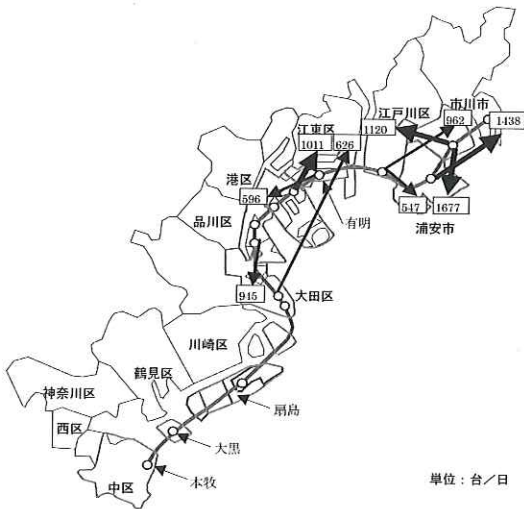 市川市
江戸川区
962
1438
1120
江東区
1011
626
港区
596
有明
547
1677
品川区
浦安市
945
大田区
川崎区
鶴見区
神奈川区
扇島
西区
大黒
本牧
中区
単位：台／日